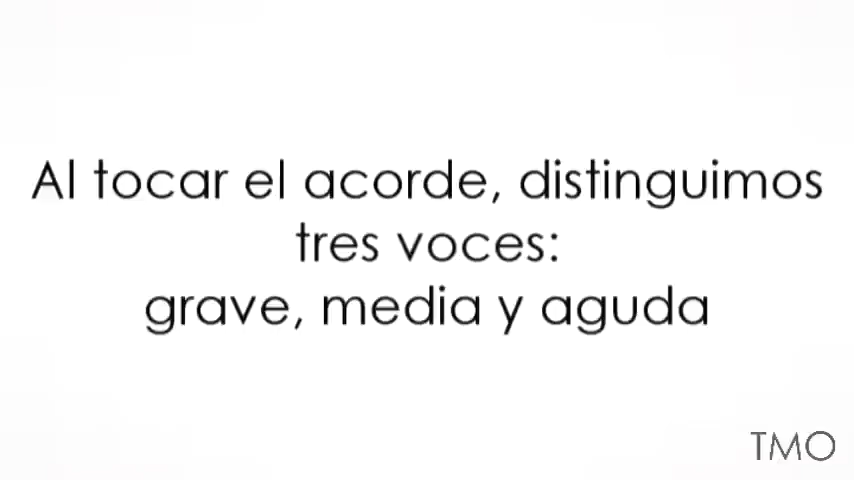 Al tocar el acorde, distinguimos
tres voces:
grave, media y aguda
TMO